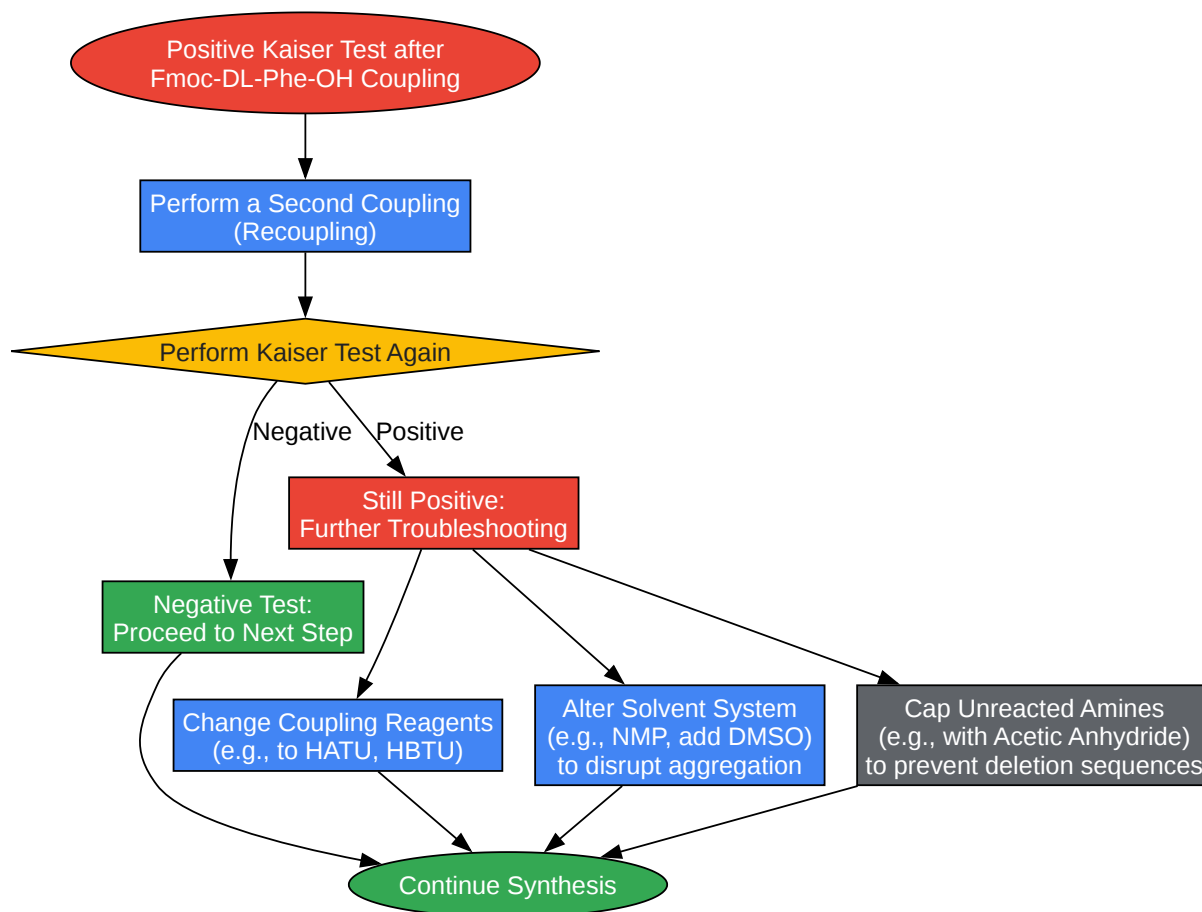 Positive Kaiser Test after
Fmoc-DL-Phe-OH Coupling
Perform a Second Coupling
(Recoupling)
Perform Kaiser Test Again
Negative
Positive
Still Positive:
Further Troubleshooting
Negative Test:
Proceed to Next Step
Change Coupling Reagents
(e.g., to HATU, HBTU)
Alter Solvent System
(e.g., NMP, add DMSO)
to disrupt aggregation
Cap Unreacted Amines
(e.g., with Acetic Anhydride)
to prevent deletion sequences
Continue Synthesis